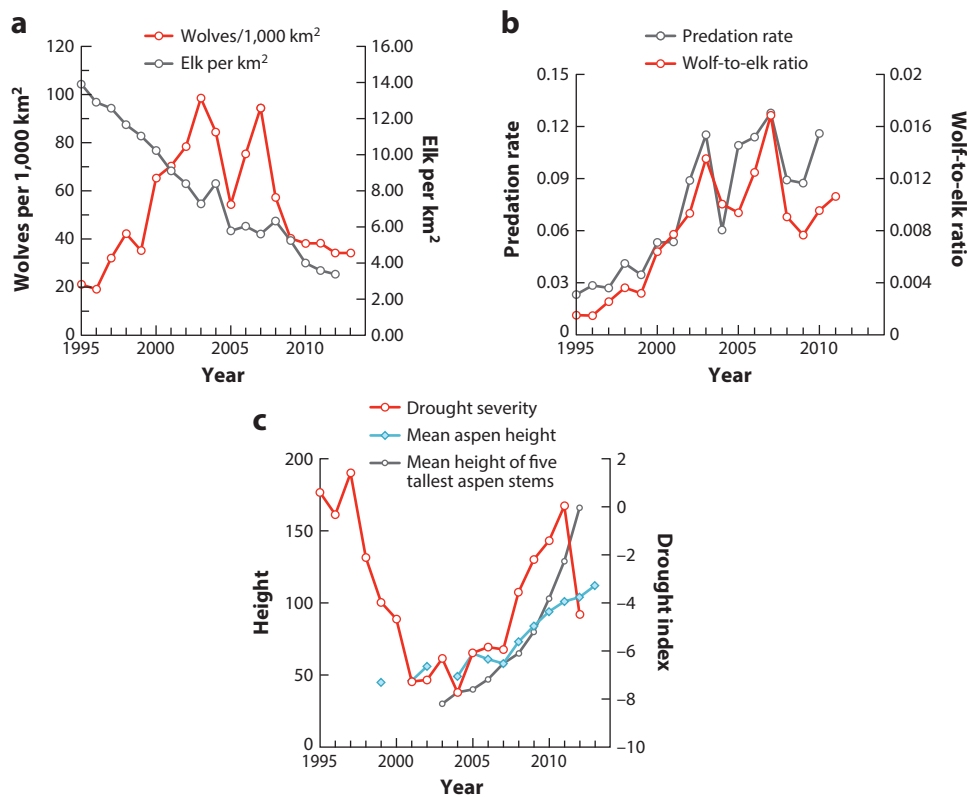 a
Wolves/1,000 km²
Elk per km²
120
100
80
60
40
20
0
Wolves per 1,000 km²
16.00
14.00
12.00
10.00
8.00
6.00
4.00
2.00
0.00
Elk per km²
1995
2000
2005
2010
Year
b
Predation rate
Wolf-to-elk ratio
0.15
0.12
0.09
0.06
0.03
0
Predation rate
0.02
0.016
0.012
0.008
0.004
0
Wolf-to-elk
ratio
1995
2000
2005
2010
Year
c
Drought severity
Mean aspen height
Mean height of five
tallest aspen stems
200
150
100
50
0
Height
2
0
−2
−4
−6
−8
−10
Drought index
1995
2000
2005
2010
Year